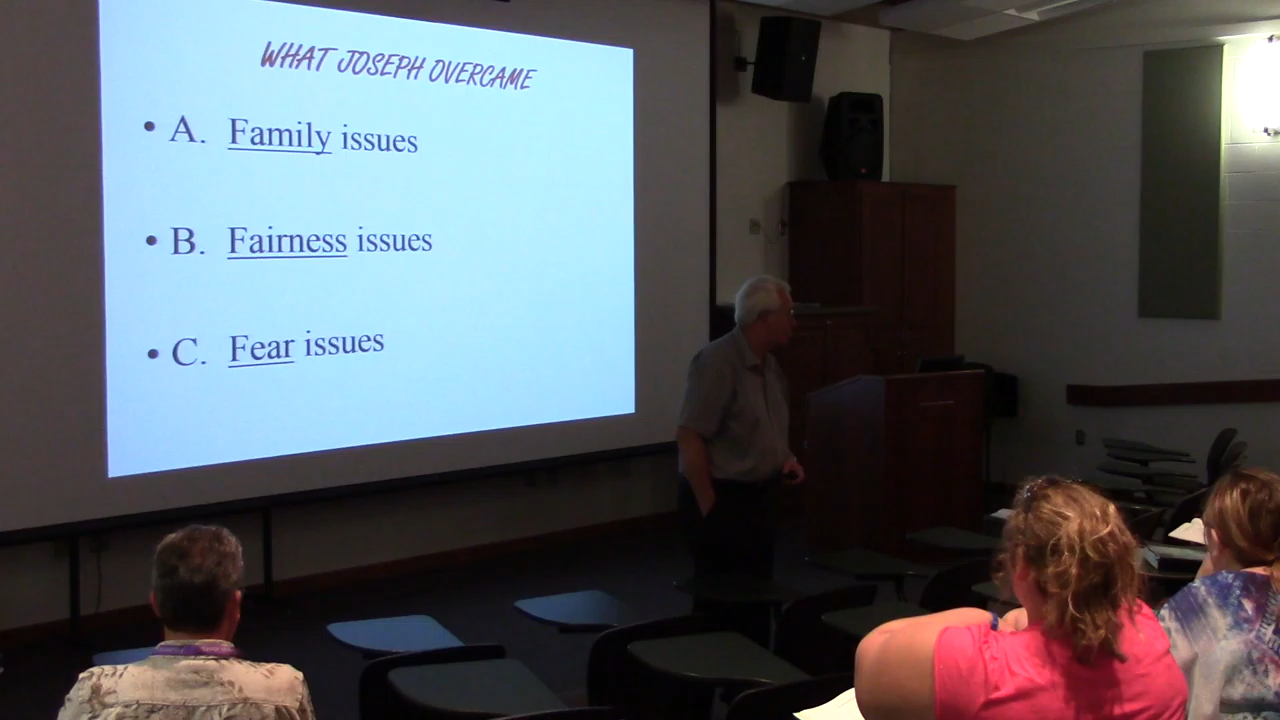 WHAT JOSEPH OVERCAME
• A. Family issues
• B. Fairness issues
• C. Fear issues